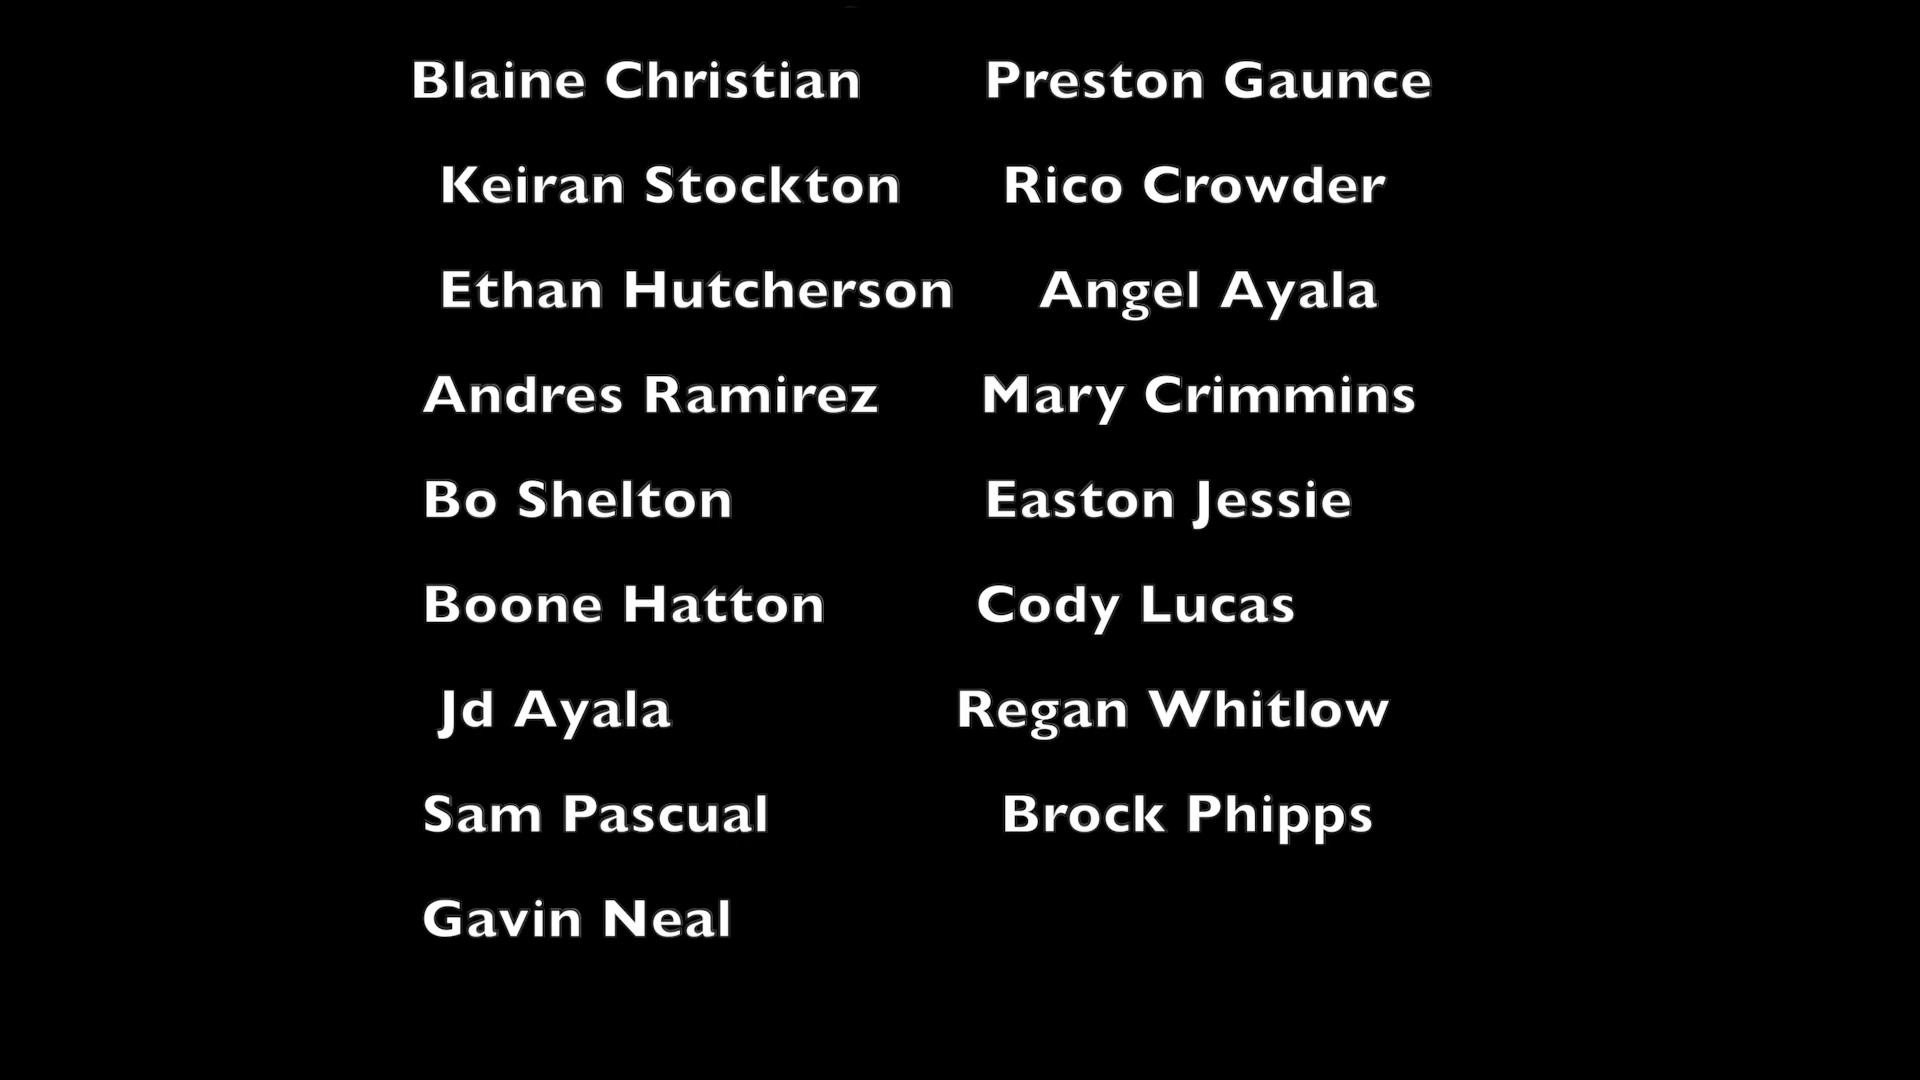 Blaine Christian Preston Gaunce
Keiran Stockton Rico Crowder
Ethan Hutcherson Angel Ayala
Andres Ramirez Mary Crimmins
Bo Shelton Easton Jessie
Boone Hatton Cody Lucas
Jd Ayala Regan Whitlow
Sam Pascual Brock Phipps
Gavin Neal